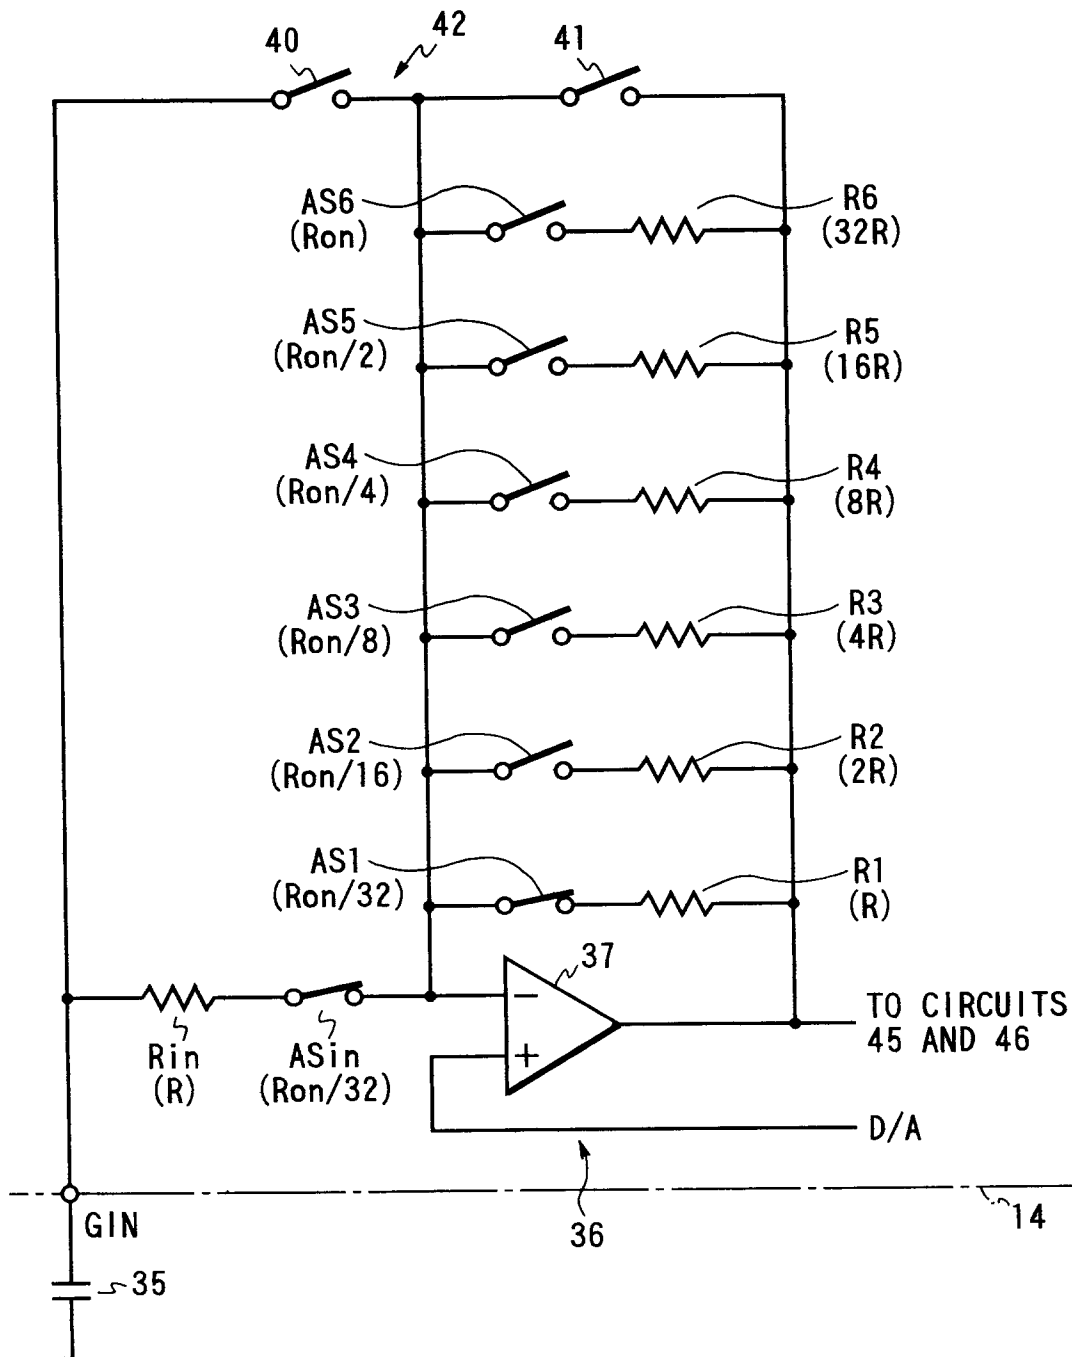 40
42
41
AS6
(Ron)
R6
(32R)
AS5
(Ron/2)
R5
(16R)
AS4
(Ron/4)
R4
(8R)
AS3
(Ron/8)
R3
(4R)
AS2
(Ron/16)
R2
(2R)
AS1
(Ron/32)
R1
(R)
37
−
+
Rin
(R)
ASin
(Ron/32)
TO CIRCUITS
45 AND 46
D/A
36
14
GIN
35